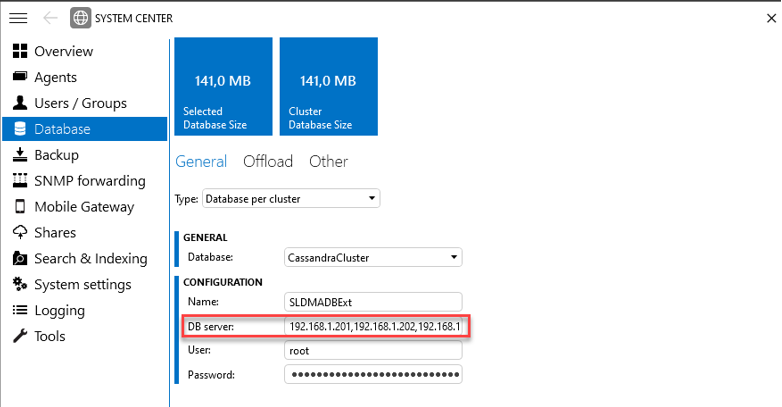 SYSTEM CENTER
Overview
Agents
Users / Groups
Database
Backup
SNMP forwarding
Mobile Gateway
Shares
Search & Indexing
System settings
Logging
Tools
141,0 MB
Selected
Database Size
141,0 MB
Cluster
Database Size
General Offload Other
Type: Database per cluster
GENERAL
Database: CassandraCluster
CONFIGURATION
Name: SLDMADBExt
DB server: 192.168.1.201,192.168.1.202,192.168.1
User: root
Password: ●●●●●●●●●●●●●●●●●●●●●●●●●●●